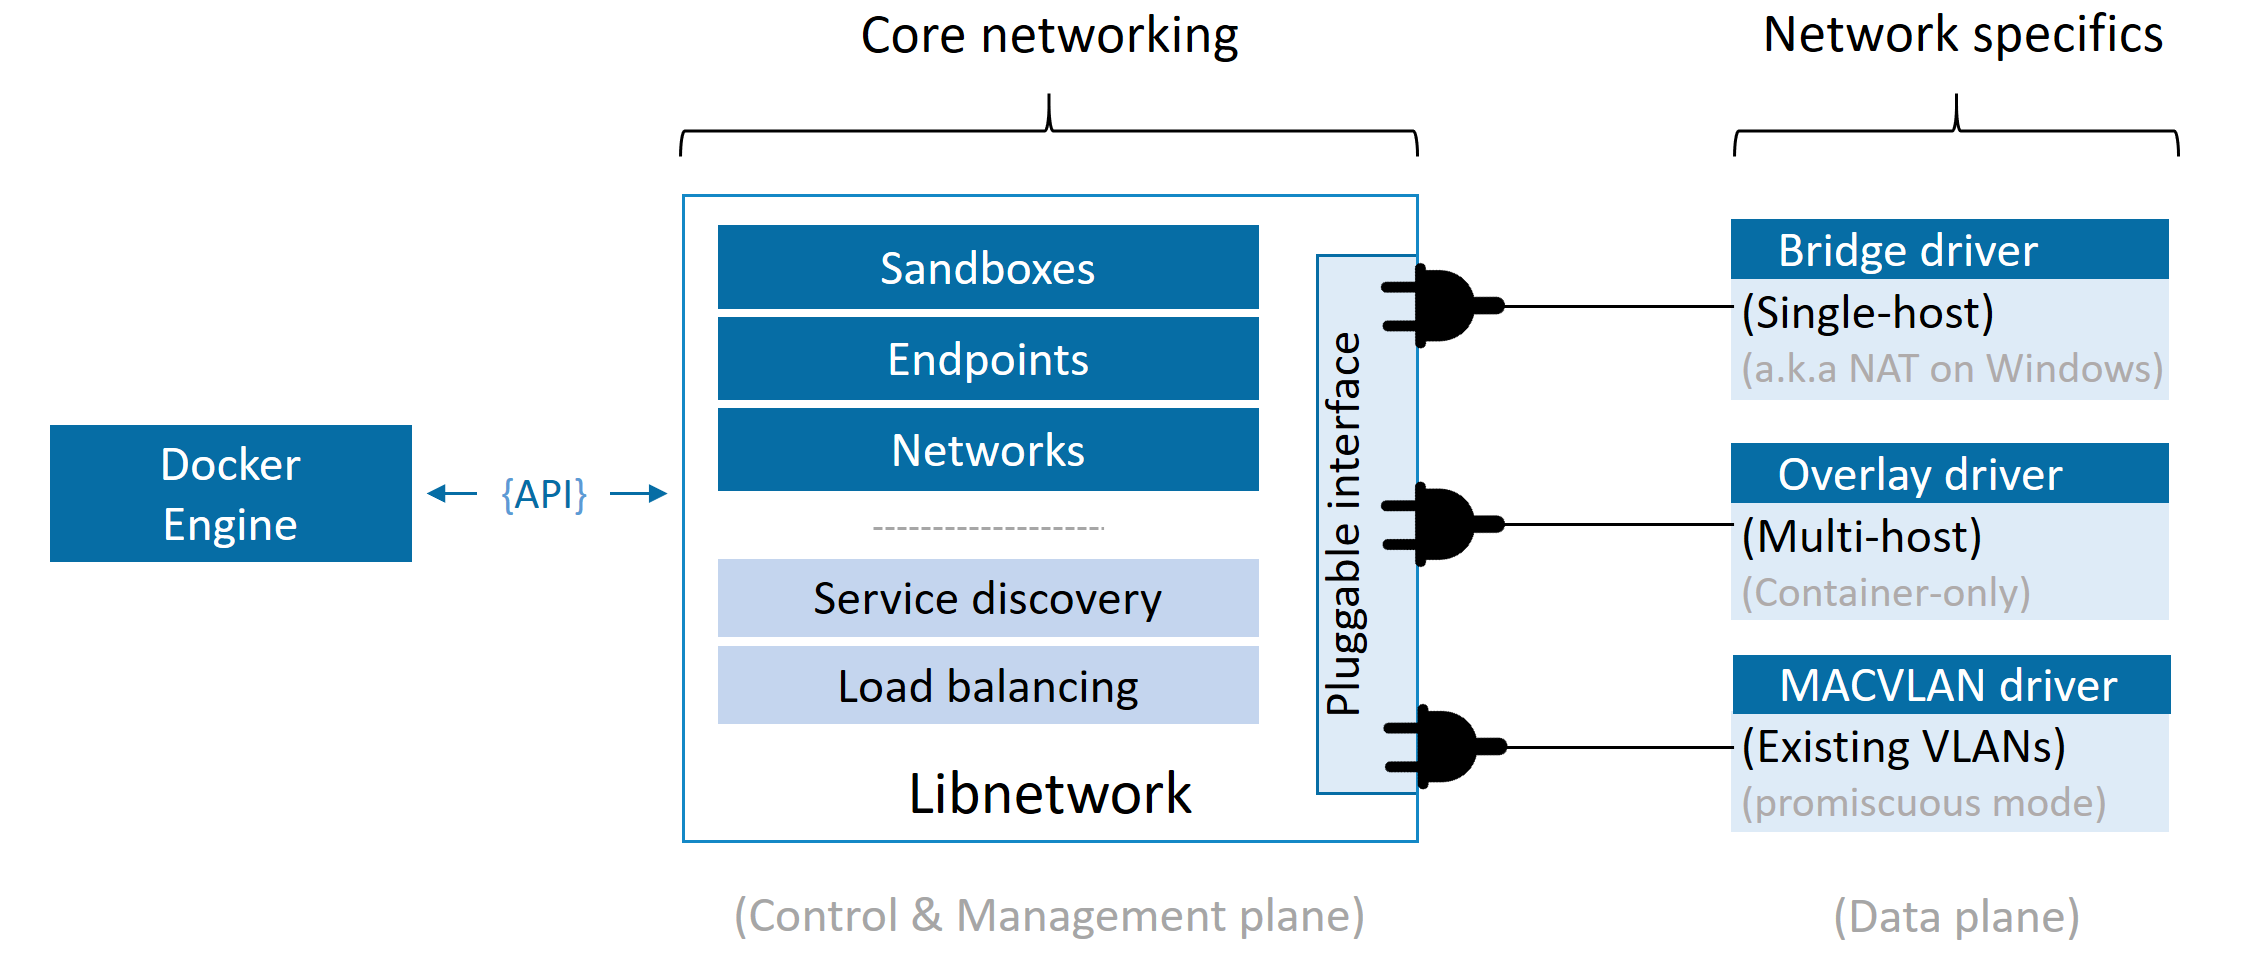 Core networking
Network specifics
Docker
Engine
{API}
Sandboxes
Endpoints
Networks
Service discovery
Load balancing
Libnetwork
Pluggable interface
Bridge driver
(Single-host)
(a.k.a NAT on Windows)
Overlay driver
(Multi-host)
(Container-only)
MACVLAN driver
(Existing VLANs)
(promiscuous mode)
(Control & Management plane)
(Data plane)